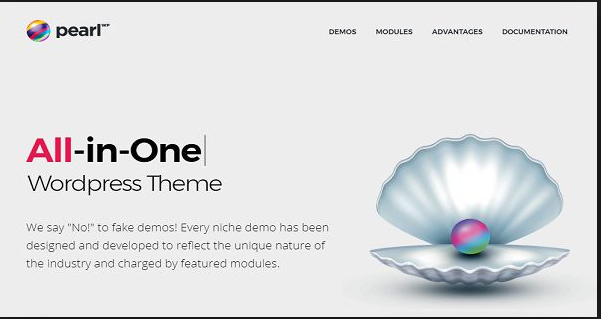 pearl WP
DEMOS MODULES ADVANTAGES DOCUMENTATION
All-in-One
Wordpress Theme
We say "No!" to fake demos! Every niche demo has been
designed and developed to reflect the unique nature of
the industry and charged by featured modules.